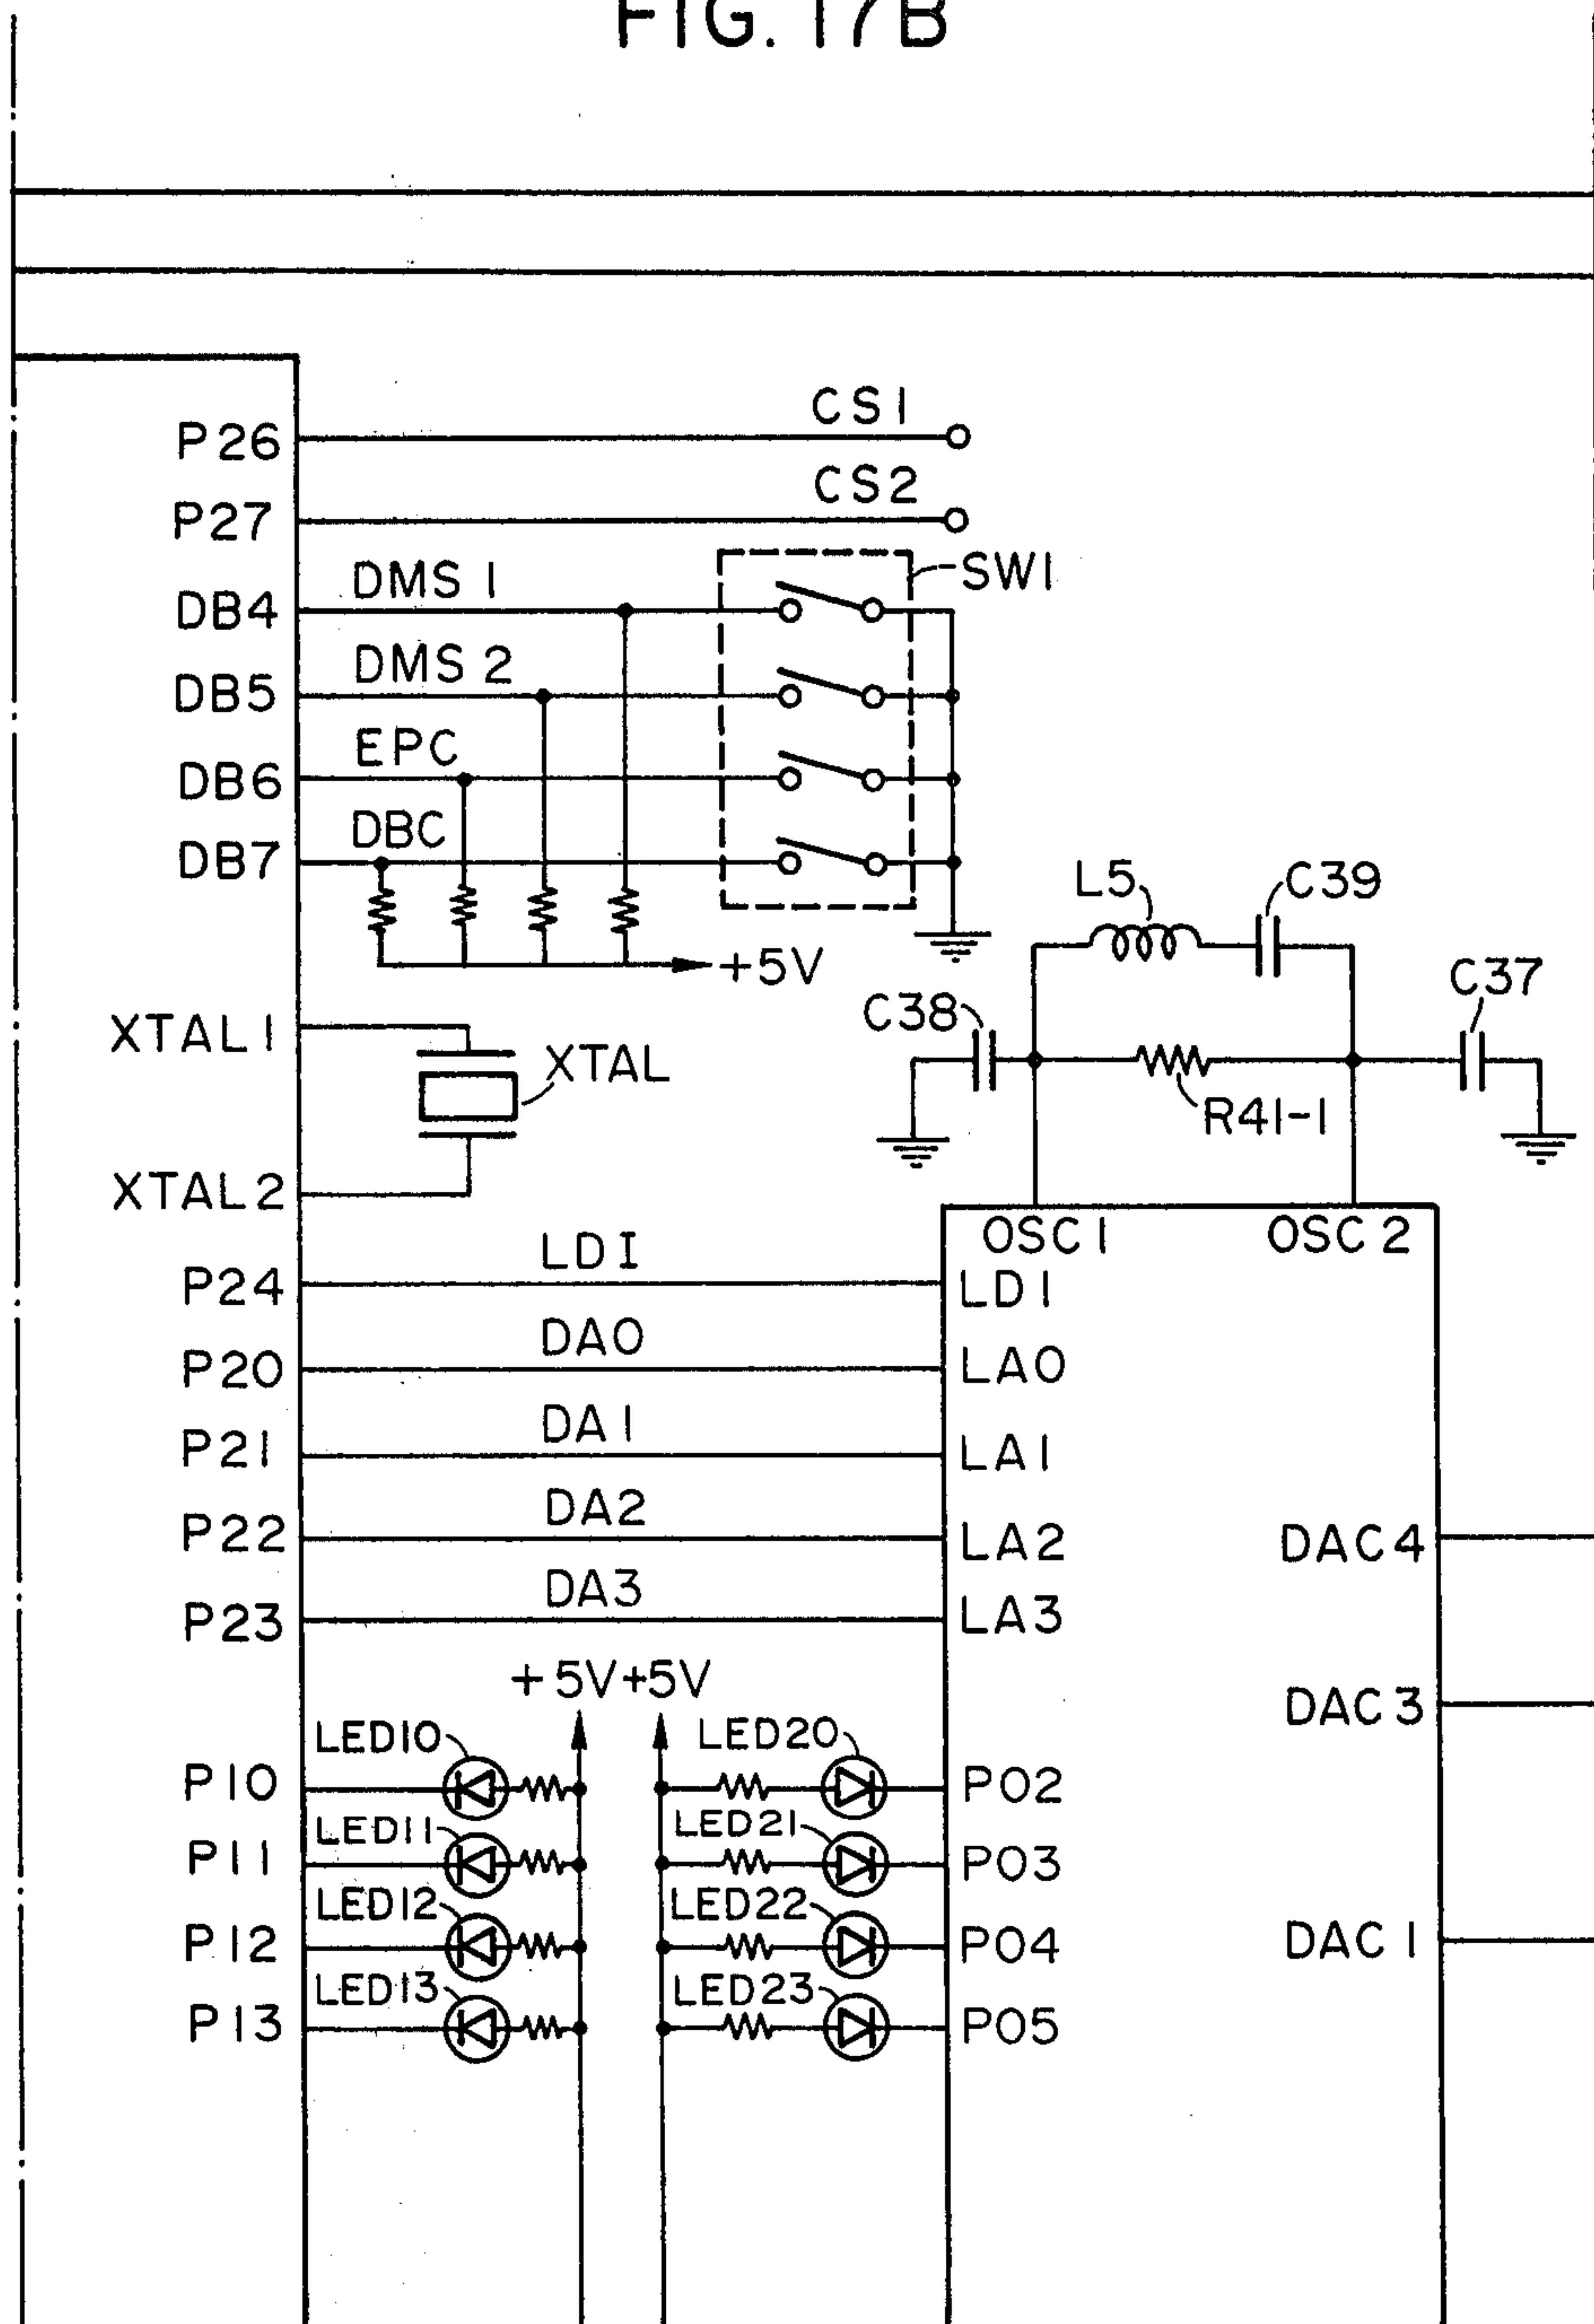 FIG. 17B
P26 CS1
P27 CS2
SW1
DB4 DMS 1
DB5 DMS 2
DB6 EPC
DB7 DBC
+5V
L5 C39
C38 C37
R41-1
XTAL1
XTAL
XTAL2
OSC1 OSC2
P24 LDI LD1
P20 DA0 LA0
P21 DA1 LA1
P22 DA2 LA2
DAC4
P23 DA3 LA3
+5V +5V
DAC3
LED10 LED20
P10 P02
LED11 LED21
P11 P03
LED12 LED22
P12 P04
DAC1
LED13 LED23
P13 P05